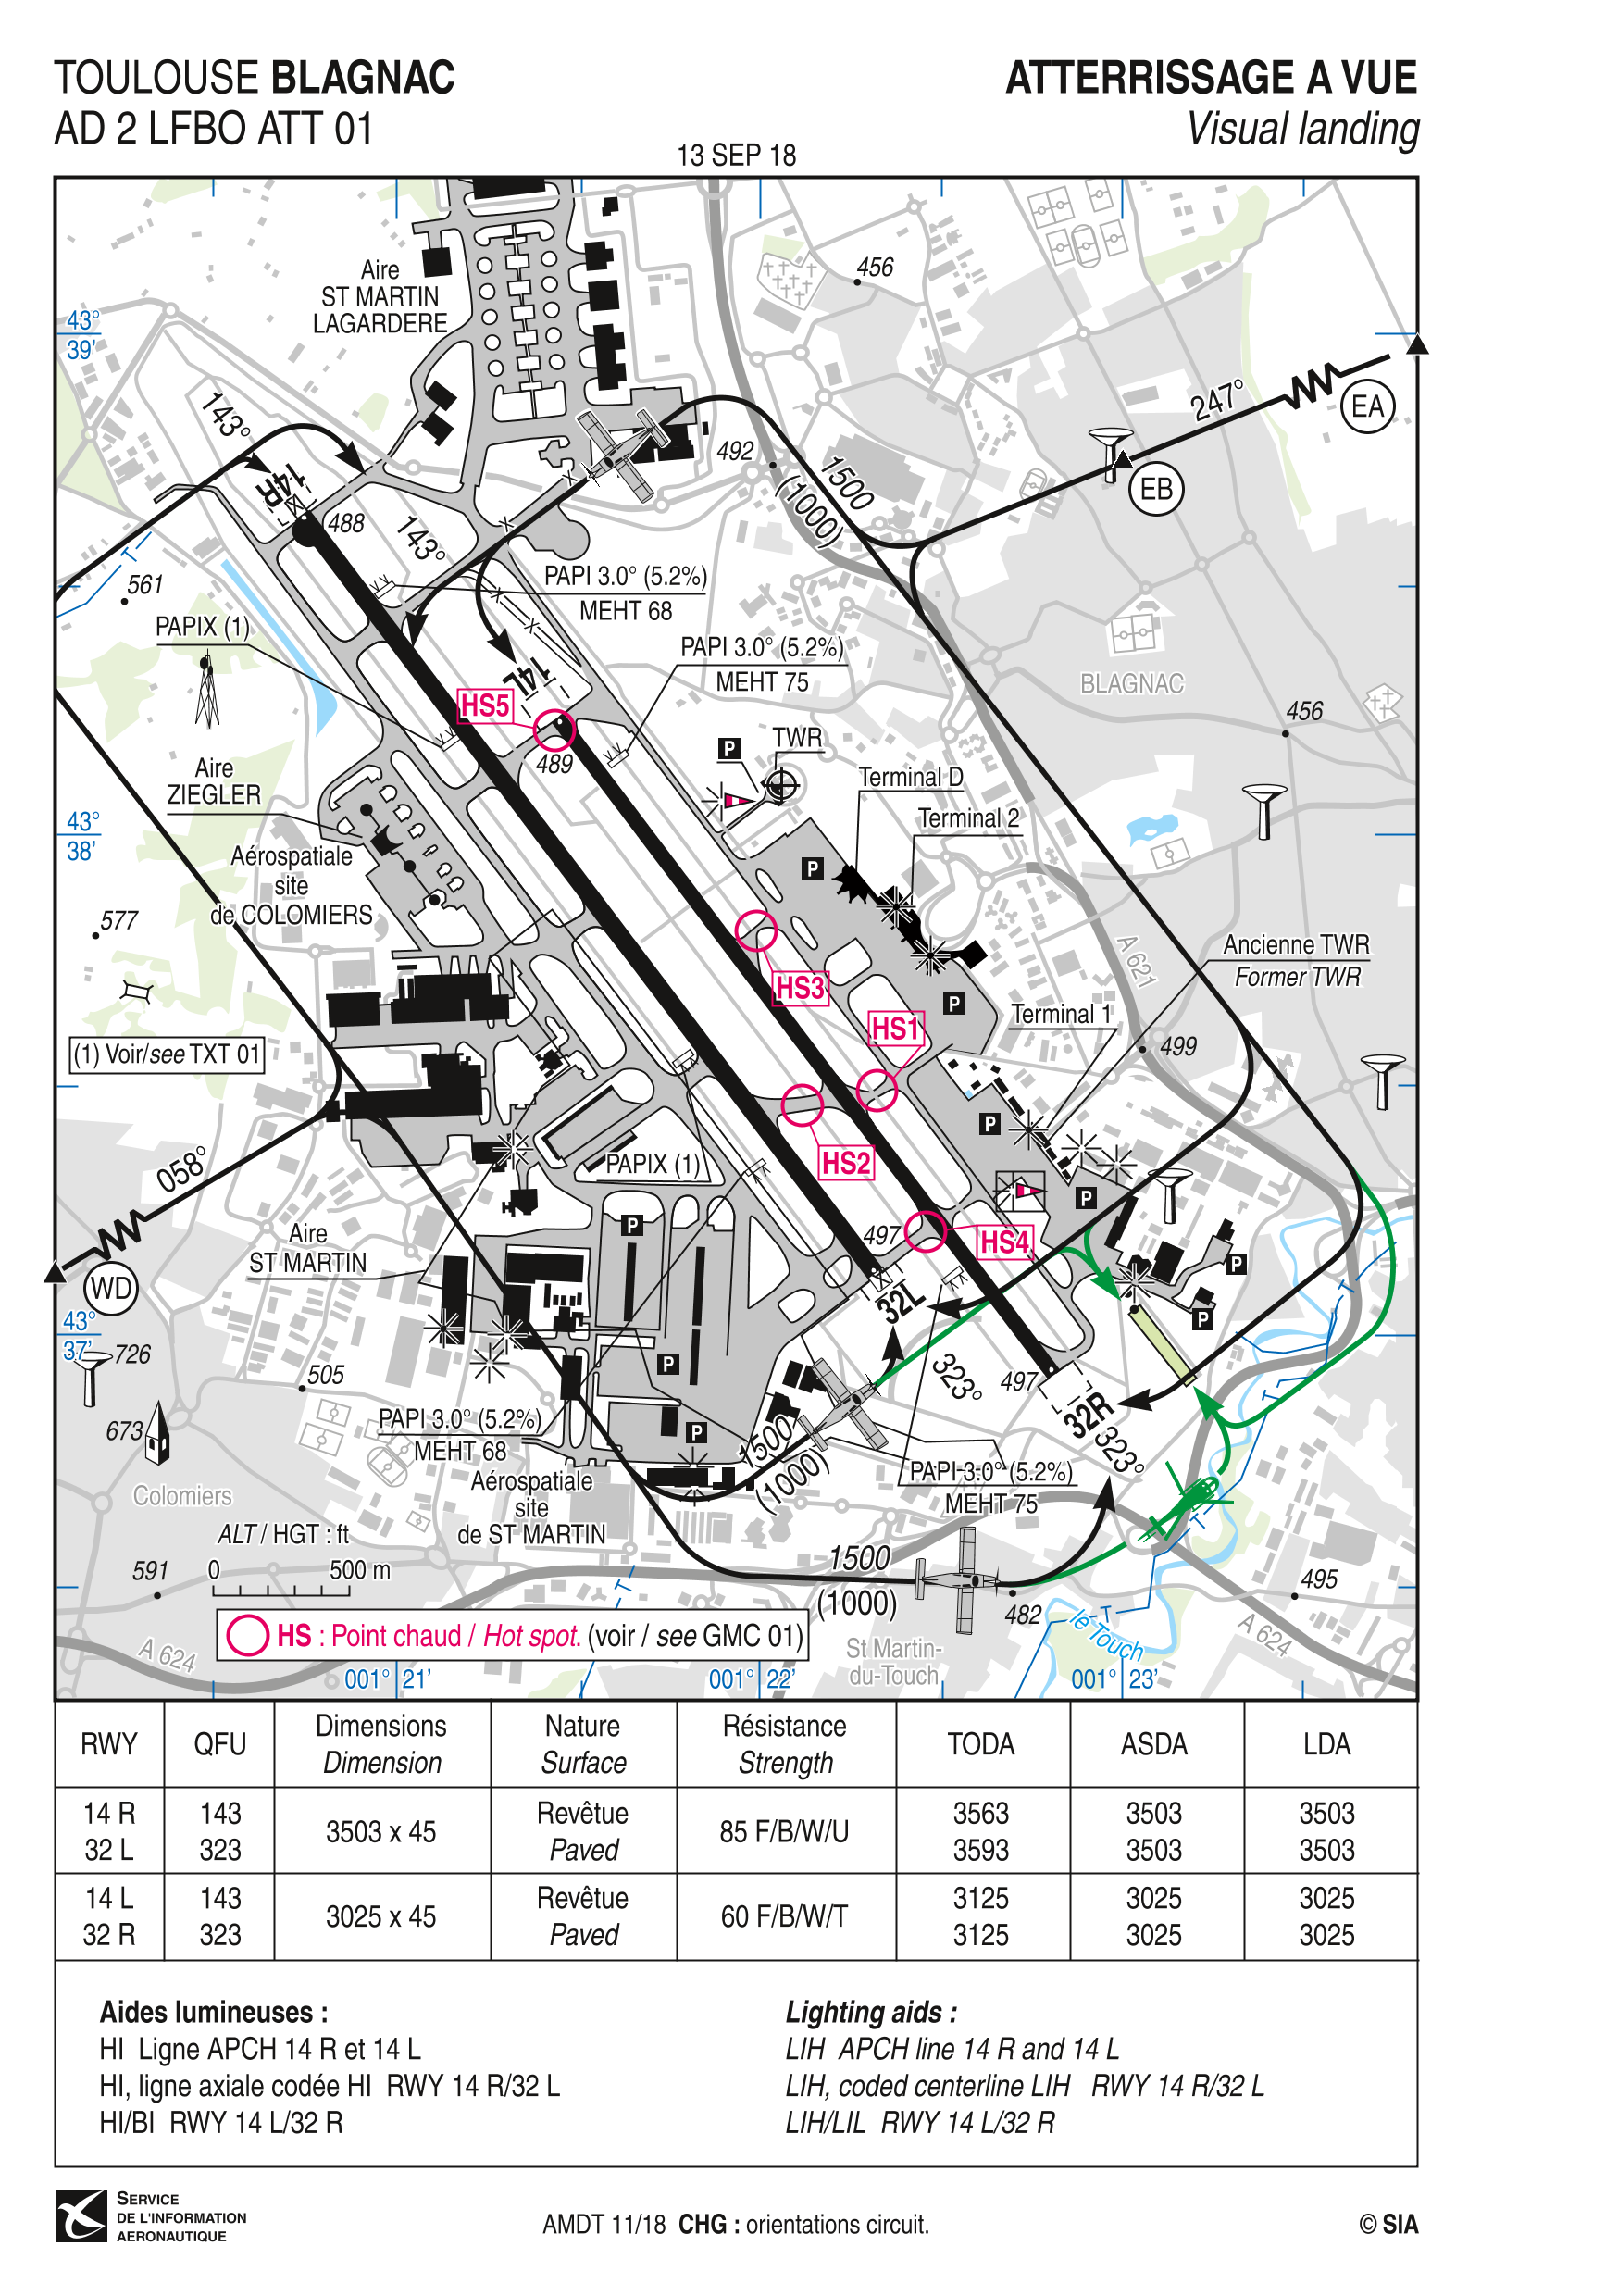 TOULOUSE BLAGNAC
AD 2 LFBO ATT 01
ATTERRISSAGE A VUE
Visual landing
13 SEP 18
Aire
ST MARTIN
LAGARDERE
456
43°
39'
143°
247°
EA
492
1500
(1000)
EB
14R
488
143°
PAPI 3.0° (5.2%)
MEHT 68
T
561
PAPIX (1)
PAPI 3.0° (5.2%)
MEHT 75
14L
BLAGNAC
HS5
456
489
P
TWR
Aire
ZIEGLER
Terminal D
43°
38'
Terminal 2
Aérospatiale
site
de COLOMIERS
P
577
HS3
A 621
Ancienne TWR
Former TWR
P
HS1
Terminal 1
(1) Voir/see TXT 01
499
P
058°
PAPIX (1)
HS2
H
P
P
Aire
ST MARTIN
497
HS4
P
WD
32L
T
43°
37'
726
P
505
P
323°
497
T
673
PAPI 3.0° (5.2%)
MEHT 68
P
1500
(1000)
32R
323°
Colomiers
Aérospatiale
site
de ST MARTIN
PAPI 3.0° (5.2%)
MEHT 75
T
ALT / HGT : ft
0 500 m
591
T
1500
(1000)
482
495
T
le Touch
A 624
HS : Point chaud / Hot spot. (voir / see GMC 01)
A 624
St Martin-
du-Touch
001° 21'
001° 22'
001° 23'
RWY QFU Dimensions Nature Résistance TODA ASDA LDA
Dimension Surface Strength
14 R 143 3503 x 45 Revêtue 85 F/B/W/U 3563 3503 3503
32 L 323 Paved 3593 3503 3503
14 L 143 3025 x 45 Revêtue 60 F/B/W/T 3125 3025 3025
32 R 323 Paved 3125 3025 3025
Aides lumineuses :
HI Ligne APCH 14 R et 14 L
HI, ligne axiale codée HI RWY 14 R/32 L
HI/BI RWY 14 L/32 R
Lighting aids :
LIH APCH line 14 R and 14 L
LIH, coded centerline LIH RWY 14 R/32 L
LIH/LIL RWY 14 L/32 R
SERVICE
DE L'INFORMATION
AERONAUTIQUE
AMDT 11/18 CHG : orientations circuit.
© SIA